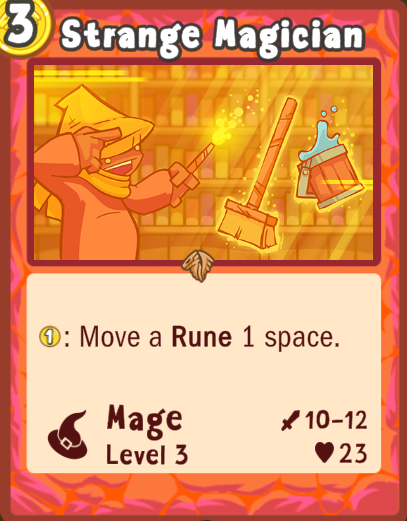 3 Strange Magician
1: Move a Rune 1 space.
Mage
10–12
Level 3
23